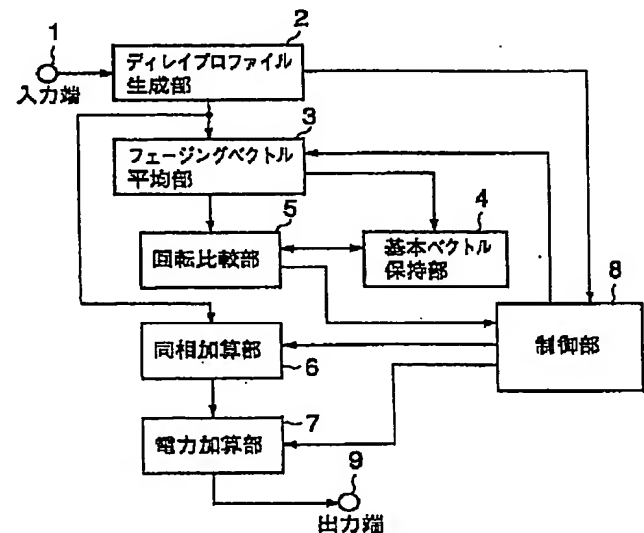 1
入力端
2
ディレイプロファイル
生成部
3
フェージングベクトル
平均部
5
回転比較部
4
基本ベクトル
保持部
8
制御部
同相加算部
6
7
電力加算部
9
出力端